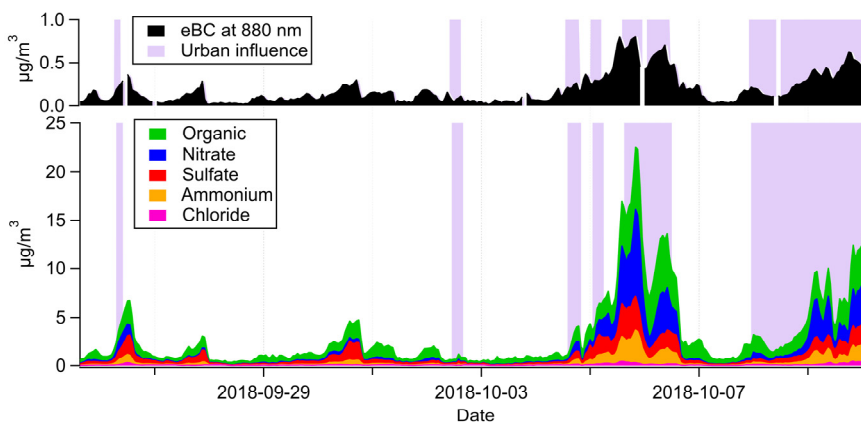 1.0
0.5
0.0
µg/m³
eBC at 880 nm
Urban influence
25
20
15
10
5
0
µg/m³
Organic
Nitrate
Sulfate
Ammonium
Chloride
2018-09-29
2018-10-03
2018-10-07
Date